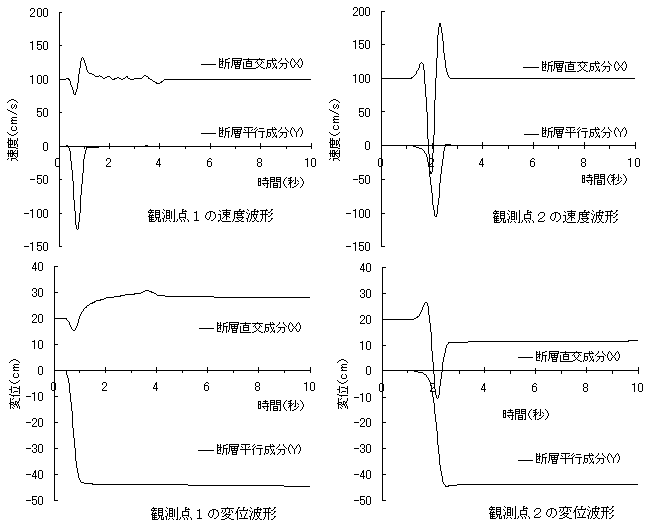 200
150
100
50
0
-50
-100
-150
速度(cm/s)
断層直交成分(X)
断層平行成分(Y)
0 2 4 6 8 10
時間(秒)
観測点1の速度波形
200
150
100
50
0
-50
-100
-150
速度(cm/s)
断層直交成分(X)
断層平行成分(Y)
0 2 4 6 8 10
時間(秒)
観測点2の速度波形
40
30
20
10
0
-10
-20
-30
-40
-50
変位(cm)
断層直交成分(X)
0 2 4 6 8 10
時間(秒)
断層平行成分(Y)
観測点1の変位波形
40
30
20
10
0
-10
-20
-30
-40
-50
変位(cm)
断層直交成分(X)
0 2 4 6 8 10
時間(秒)
断層平行成分(Y)
観測点2の変位波形